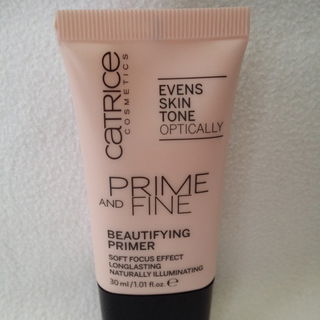 CATRICE
COSMETICS
EVENS
SKIN
TONE
OPTICALLY
PRIME
AND FINE
BEAUTIFYING
PRIMER
SOFT FOCUS EFFECT
LONGLASTING
NATURALLY ILLUMINATING
30 ml / 1.01 fl. oz. e